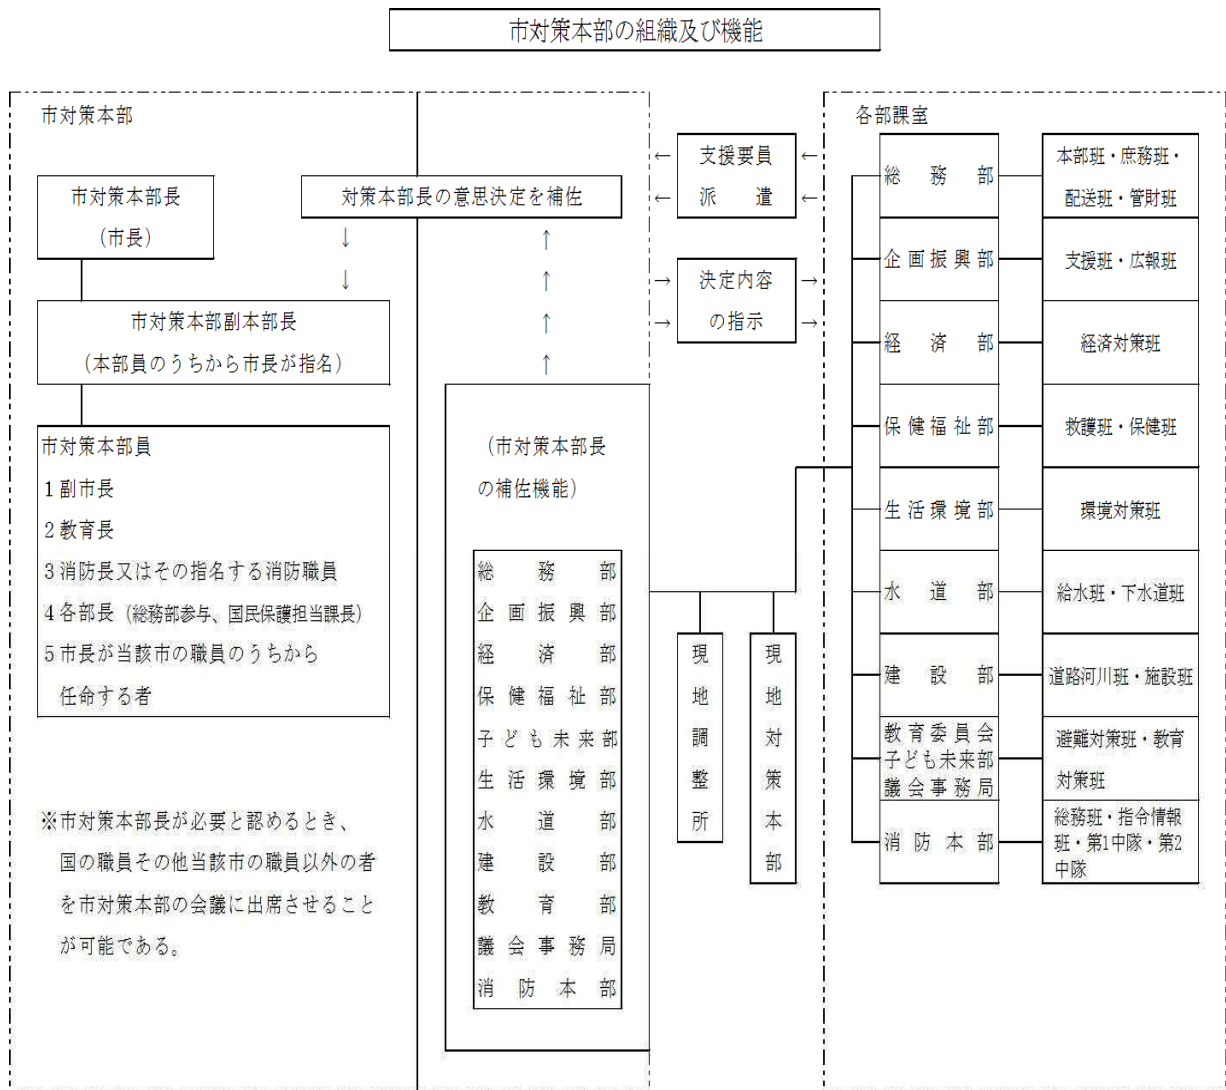 市対策本部の組織及び機能
市対策本部
市対策本部長
(市長)
対策本部長の意思決定を補佐
↓ ↑
↓ ↑
↑
↑
市対策本部副本部長
(本部員のうちから市長が指名)
市対策本部員
1 副市長
2 教育長
3 消防長又はその指名する消防職員
4 各部長 (総務部参与、国民保護担当課長)
5 市長が当該市の職員のうちから
任命する者
※市対策本部長が必要と認めるとき、
国の職員その他当該市の職員以外の者
を市対策本部の会議に出席させること
が可能である。
(市対策本部長
の補佐機能)
総務部
企画振興部
経済部
保健福祉部
子ども未来部
生活環境部
水道部
建設部
教育部
議会事務局
消防本部
← 支援要員 ←
← 派遣 ←
→ 決定内容 →
→ の指示 →
現地調整所
現地対策本部
各部課室
総務部
本部班・庶務班・
配送班・管財班
企画振興部
支援班・広報班
経済部
経済対策班
保健福祉部
救護班・保健班
生活環境部
環境対策班
水道部
給水班・下水道班
建設部
道路河川班・施設班
教育委員会
子ども未来部
議会事務局
避難対策班・教育
対策班
消防本部
総務班・指令情報
班・第1中隊・第2
中隊